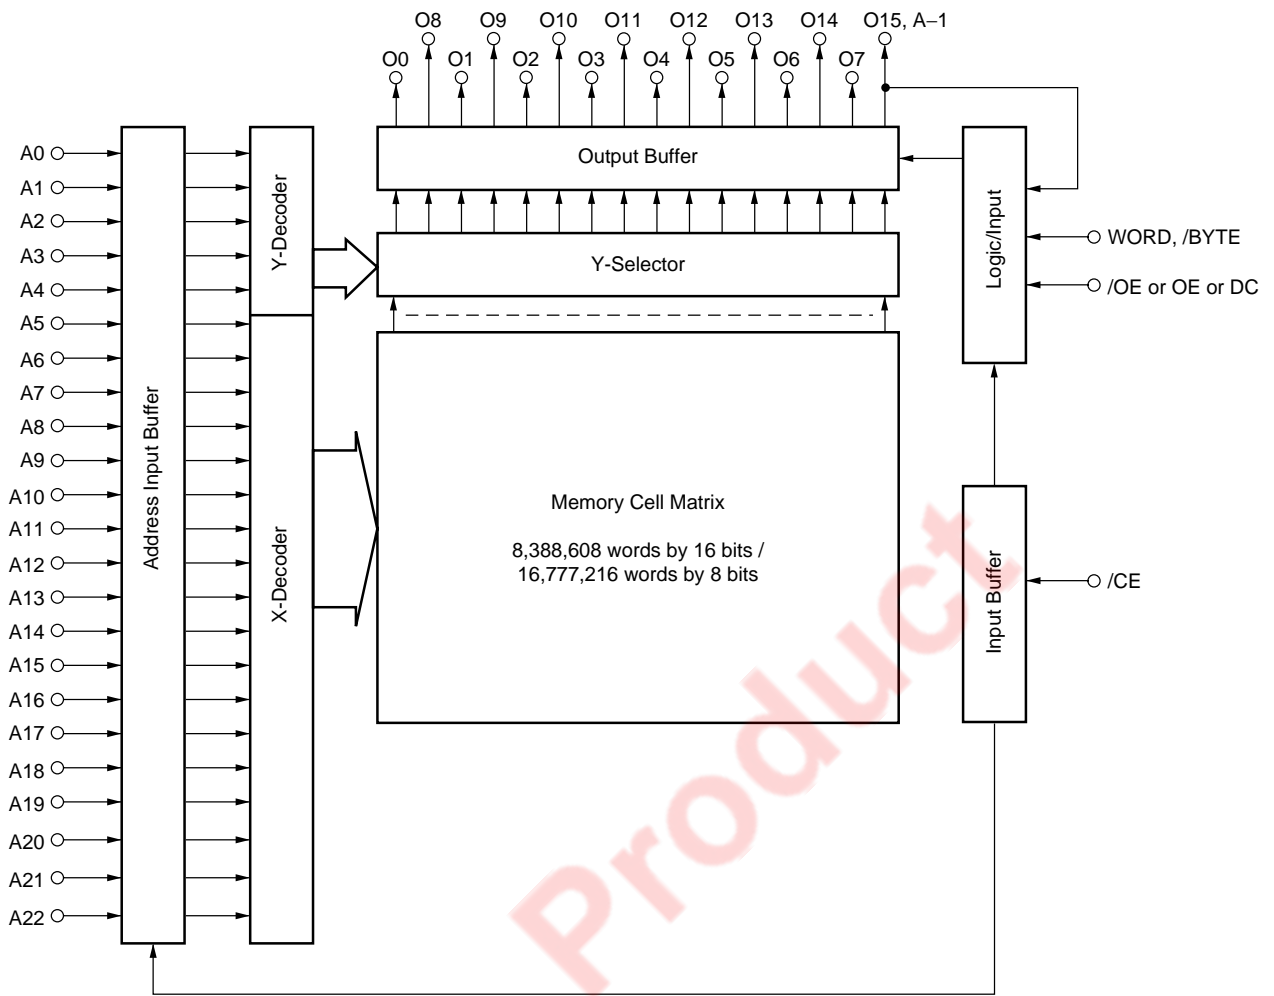 O8 O9 O10 O11 O12 O13 O14 O15, A–1
O0 O1 O2 O3 O4 O5 O6 O7
A0
A1
A2
A3
A4
A5
A6
A7
A8
A9
A10
A11
A12
A13
A14
A15
A16
A17
A18
A19
A20
A21
A22
Address Input Buffer
Y-Decoder
X-Decoder
Output Buffer
Y-Selector
Memory Cell Matrix
8,388,608 words by 16 bits /
16,777,216 words by 8 bits
Logic/Input
WORD, /BYTE
/OE or OE or DC
Input Buffer
/CE
Product